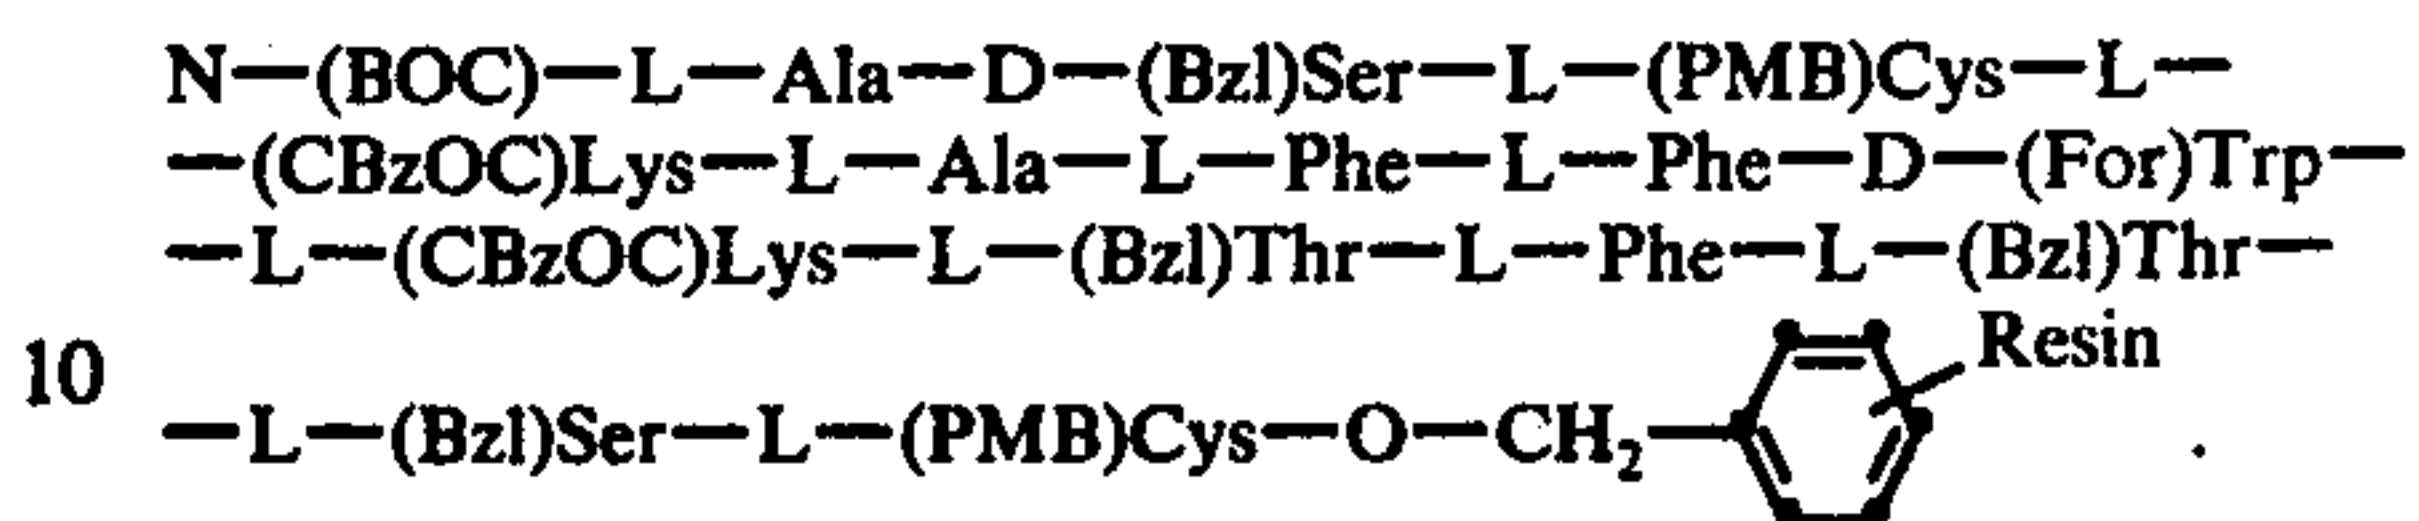 N—(BOC)—L—Ala—D—(Bzl)Ser—L—(PMB)Cys—L—
—(CBzOC)Lys—L—Ala—L—Phe—L—Phe—D—(For)Trp—
—L—(CBzOC)Lys—L—(Bzl)Thr—L—Phe—L—(Bzl)Thr—
Resin
10
—L—(Bzl)Ser—L—(PMB)Cys—O—CH₂—